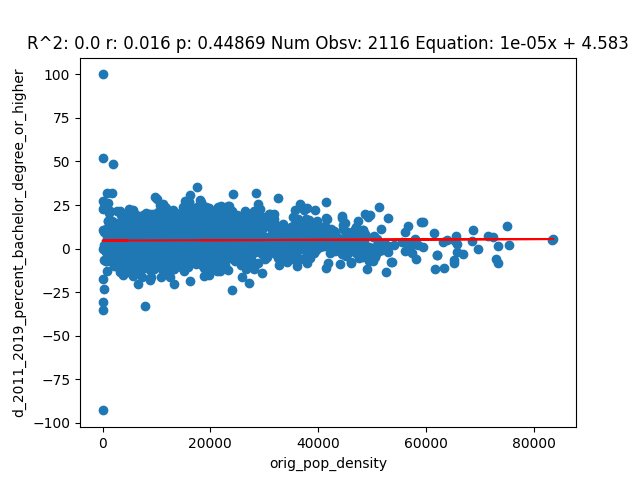 R^2: 0.0 r: 0.016 p: 0.44869 Num Obsv: 2116 Equation: 1e-05x + 4.583
d_2011_2019_percent_bachelor_degree_or_higher
100
75
50
25
0
−25
−50
−75
−100
0 20000 40000 60000 80000
orig_pop_density